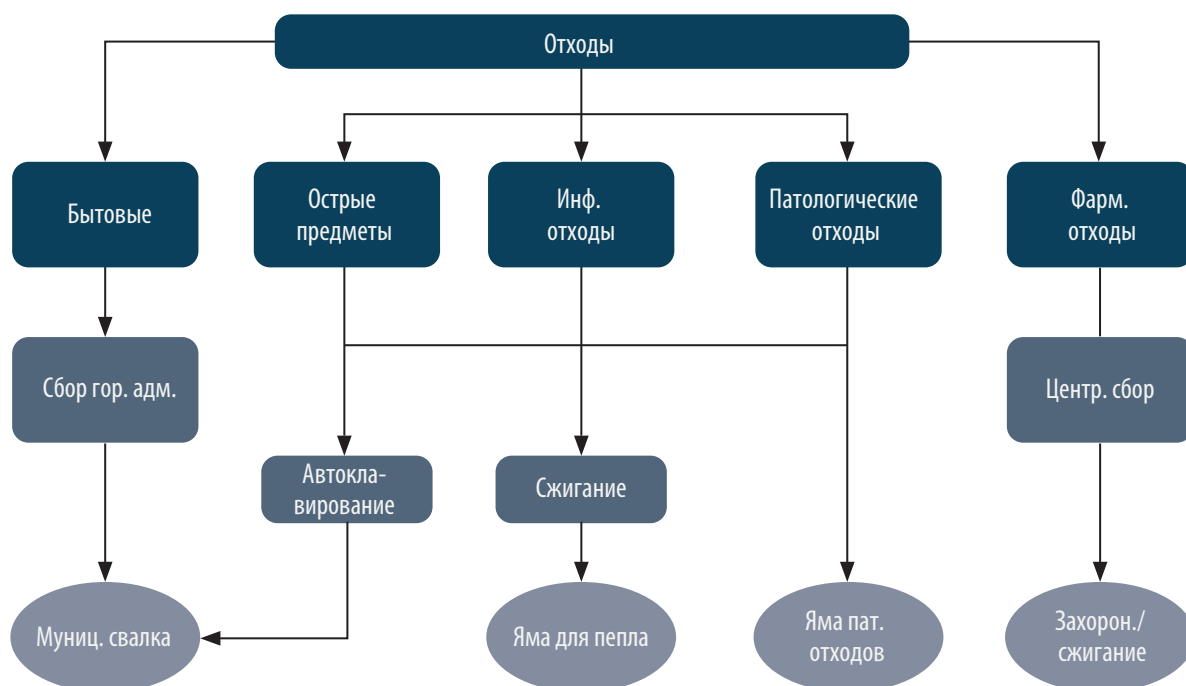 Отходы
Бытовые
Острые
предметы
Инф.
отходы
Патологические
отходы
Фарм.
отходы
Сбор гор. адм.
Центр. сбор
Автокла-
вирование
Сжигание
Муниц. свалка
Яма для пепла
Яма пат.
отходов
Захорон./
сжигание